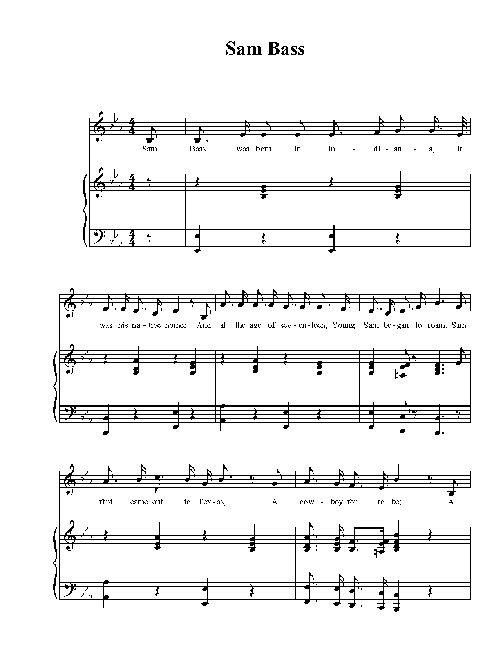 Sam Bass
Sam Bass was born in In - di - an - a, It
was his na - tive home; And at the age of sev - en - teen, Young Sam be - gan to roam. Sam
first came out to Tex - as, A cow - boy for to be; A